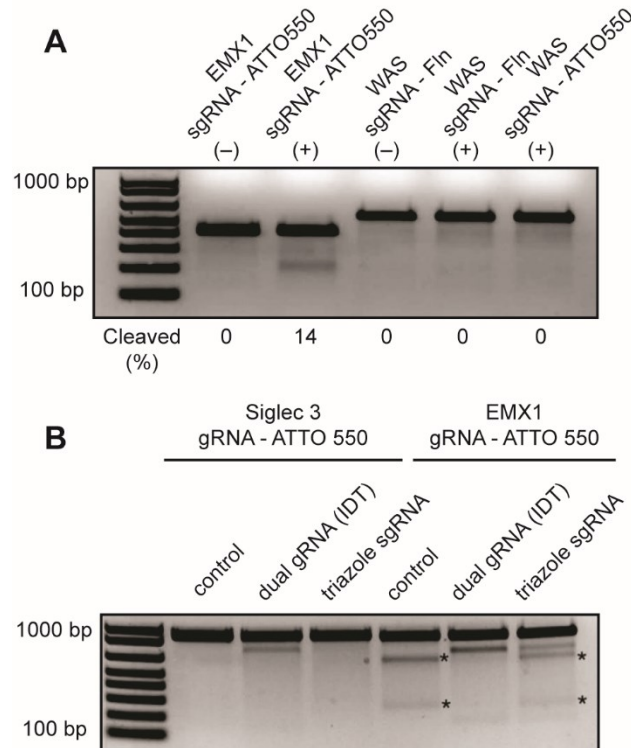 A
EMX1
sgRNA - ATTO550
EMX1
sgRNA - ATTO550
WAS
sgRNA - Fln
WAS
sgRNA - Fln
WAS
sgRNA - ATTO550
(–) (+) (–) (+) (+)
1000 bp
100 bp
Cleaved 0 14 0 0 0
(%)
B
Siglec 3 EMX1
gRNA - ATTO 550 gRNA - ATTO 550
control
dual gRNA (IDT)
triazole sgRNA
control
dual gRNA (IDT)
triazole sgRNA
1000 bp
* *
* *
100 bp